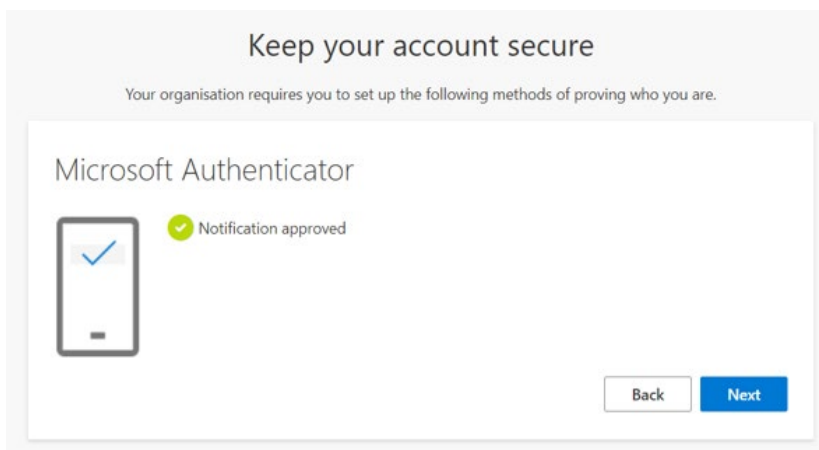 Keep your account secure
Your organisation requires you to set up the following methods of proving who you are.
Microsoft Authenticator
Notification approved
Back Next